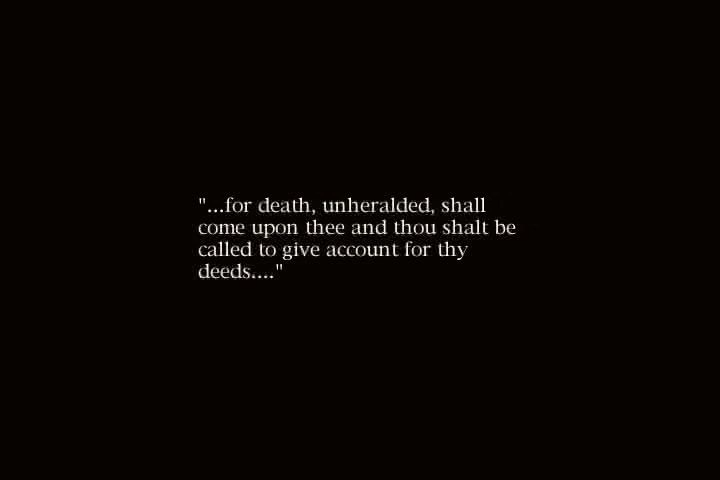 "...for death, unheralded, shall
come upon thee and thou shalt be
called to give account for thy
deeds...."